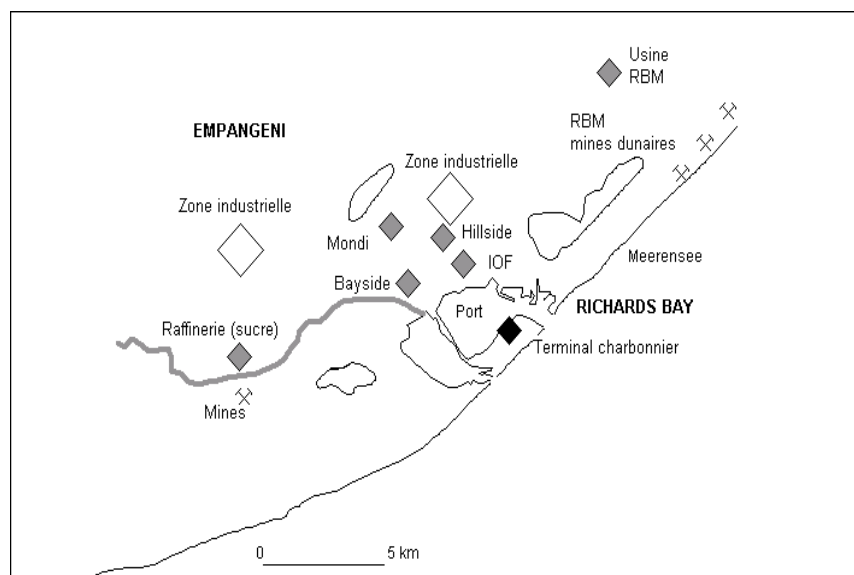 Usine
RBM
EMPANGENI
RBM
mines dunaires
Zone industrielle
Zone industrielle
Mondi
Hillside
IOF
Meerensee
Bayside
Port
RICHARDS BAY
Raffinerie (sucre)
Terminal charbonnier
Mines
0
5 km